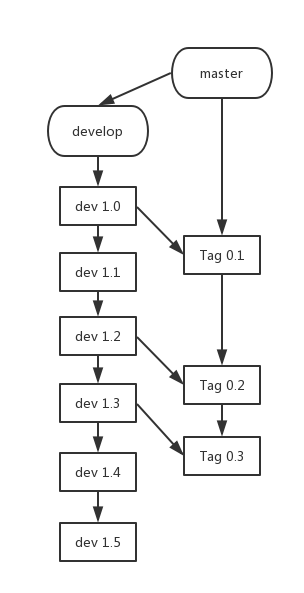 master
develop
dev 1.0
Tag 0.1
dev 1.1
dev 1.2
Tag 0.2
dev 1.3
Tag 0.3
dev 1.4
dev 1.5